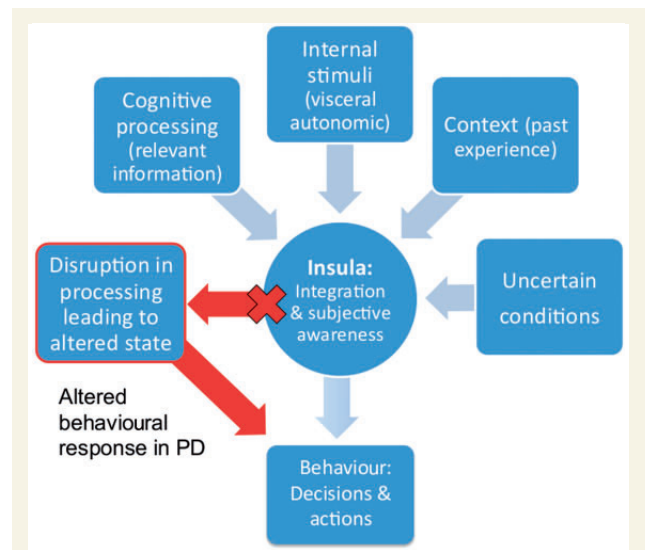 Internal
stimuli
(visceral
autonomic)
Cognitive
processing
(relevant
information)
Context (past
experience)
Disruption in
processing
leading to
altered state
Insula:
Integration
& subjective
awareness
Uncertain
conditions
Altered
behavioural
response in PD
Behaviour:
Decisions &
actions